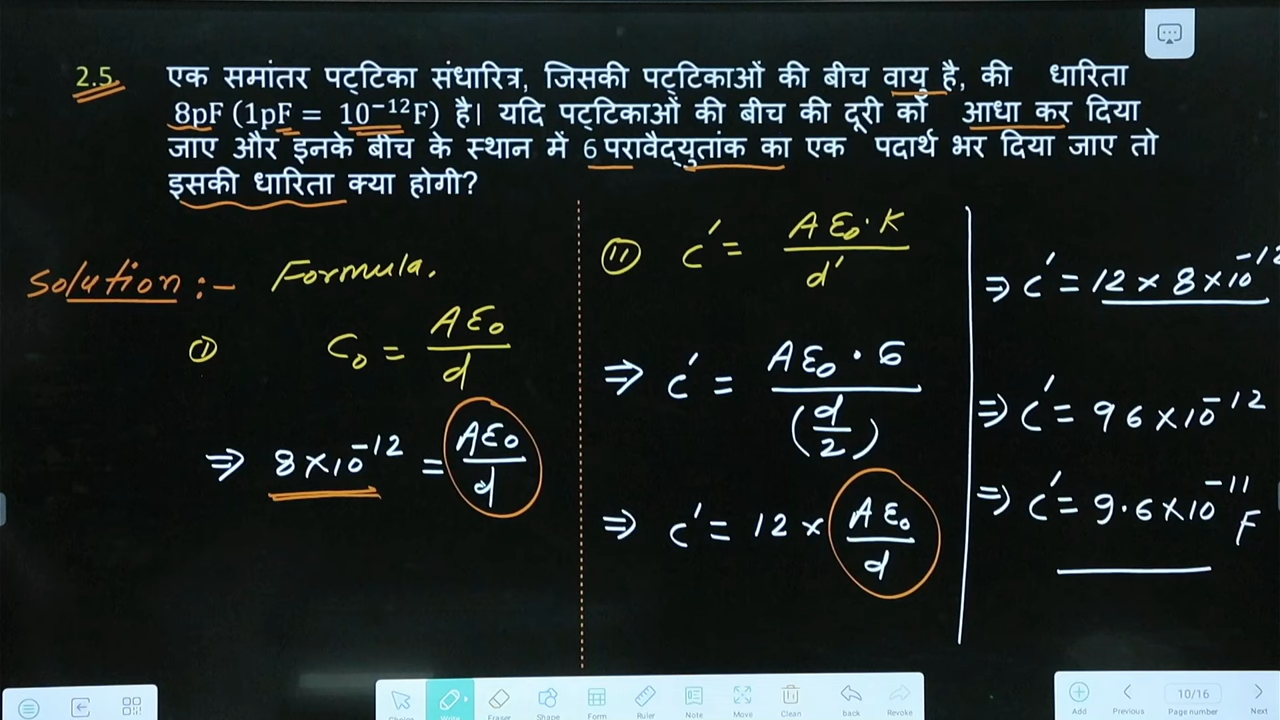 2.5. एक समांतर पट्टिका संधारित्र, जिसकी पट्टिकाओं की बीच वायु है, की धारिता
8pF (1pF = 10⁻¹²F) है। यदि पट्टिकाओं की बीच की दूरी को आधा कर दिया
जाए और इनके बीच के स्थान में 6 परावैद्युतांक का एक पदार्थ भर दिया जाए तो
इसकी धारिता क्या होगी?
Solution :- Formula.
(i) C₀ = Aε₀/d
⇒ 8×10⁻¹² = Aε₀/d
(ii) C′ = Aε₀·K/d′
⇒ C′ = Aε₀·6/(d/2)
⇒ C′ = 12 × Aε₀/d
⇒ C′ = 12 × 8 × 10⁻¹²
⇒ C′ = 96 × 10⁻¹²
⇒ C′ = 9.6 × 10⁻¹¹ F
Write Eraser Shape Form Ruler Note Move Clean back Revoke
Add Previous 10/16 Page number Next